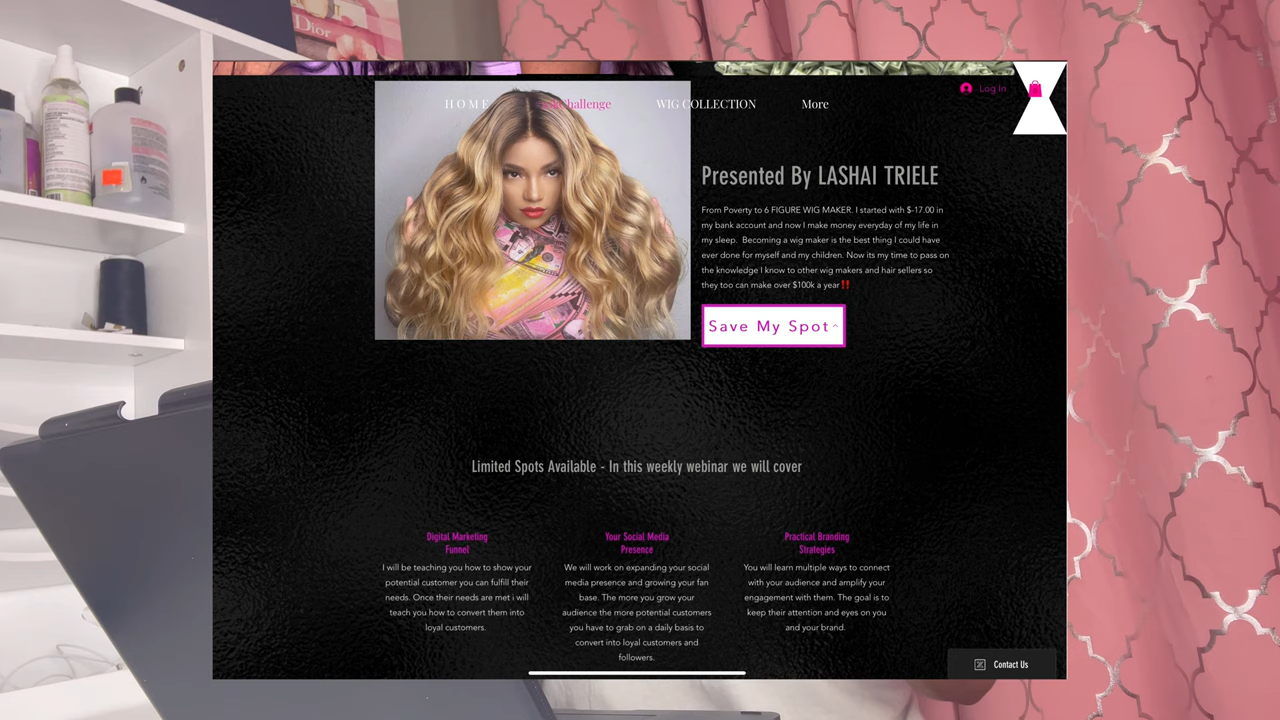 Dior
H O M E
WIG COLLECTION
More
Log In
Presented By LASHAI TRIELE
From Poverty to 6 FIGURE WIG MAKER. I started with $-17.00 in
my bank account and now I make money everyday of my life in
my sleep. Becoming a wig maker is the best thing I could have
ever done for myself and my children. Now its my time to pass on
the knowledge I know to other wig makers and hair sellers so
they too can make over $100k a year‼️
Save My Spot
Limited Spots Available - In this weekly webinar we will cover
Digital Marketing
Funnel
I will be teaching you how to show your
potential customer you can fulfill their
needs. Once their needs are met i will
teach you how to convert them into
loyal customers.
Your Social Media
Presence
We will work on expanding your social
media presence and growing your fan
base. The more you grow your
audience the more potential customers
you have to grab on a daily basis to
convert into loyal customers and
followers.
Practical Branding
Strategies
You will learn multiple ways to connect
with your audience and amplify your
engagement with them. The goal is to
keep their attention and eyes on you
and your brand.
Contact Us